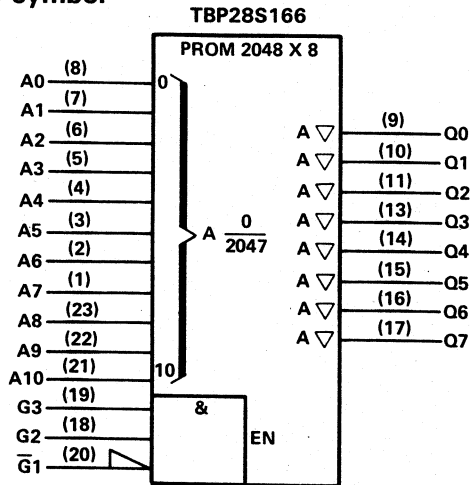 symbol
TBP28S166
PROM 2048 X 8
A0 (8) 0
A1 (7)
A2 (6)
A3 (5)
A4 (4)
A5 (3)
A6 (2)
A7 (1)
A8 (23)
A9 (22)
A10 (21) 10
A 0/2047
G3 (19) &
G2 (18) EN
G̅1 (20)
A ▽ (9) Q0
A ▽ (10) Q1
A ▽ (11) Q2
A ▽ (13) Q3
A ▽ (14) Q4
A ▽ (15) Q5
A ▽ (16) Q6
A ▽ (17) Q7